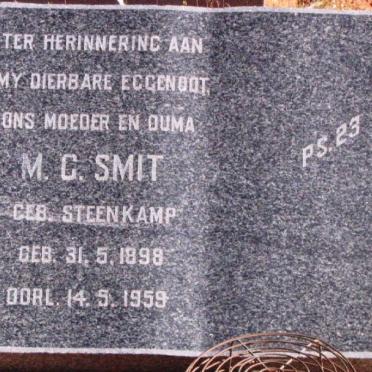 TER HERINNERING AAN
MY DIERBARE EGGENOOT,
ONS MOEDER EN OUMA
M. G. SMIT
GEB. STEENKAMP
GEB. 31. 5. 1898
OORL. 14. 9. 1959
PS. 23